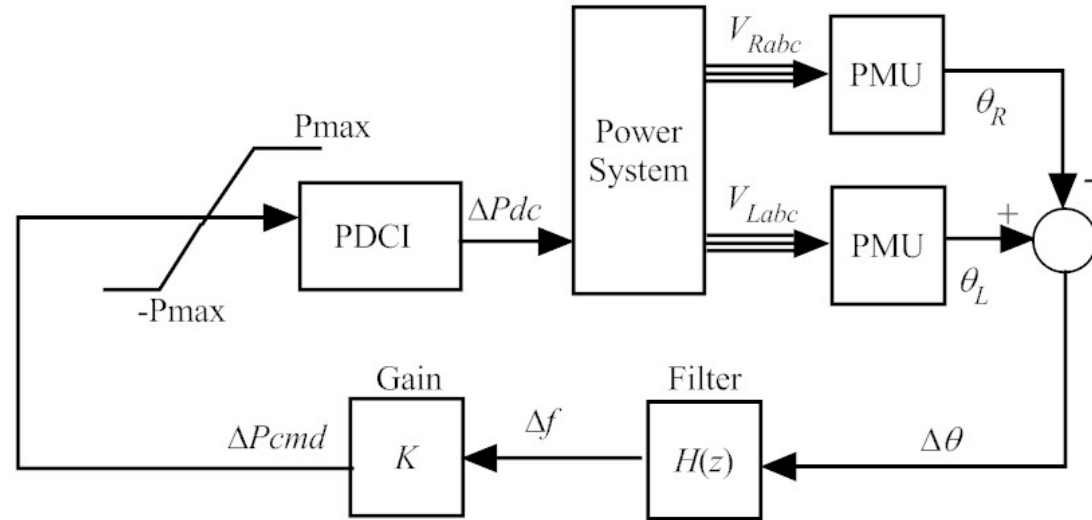 V_Rabc
PMU
θ_R
-
Pmax
Power
System
ΔPdc
PDCI
V_Labc
+
PMU
θ_L
-Pmax
Gain
Filter
ΔPcmd
K
Δf
H(z)
Δθ